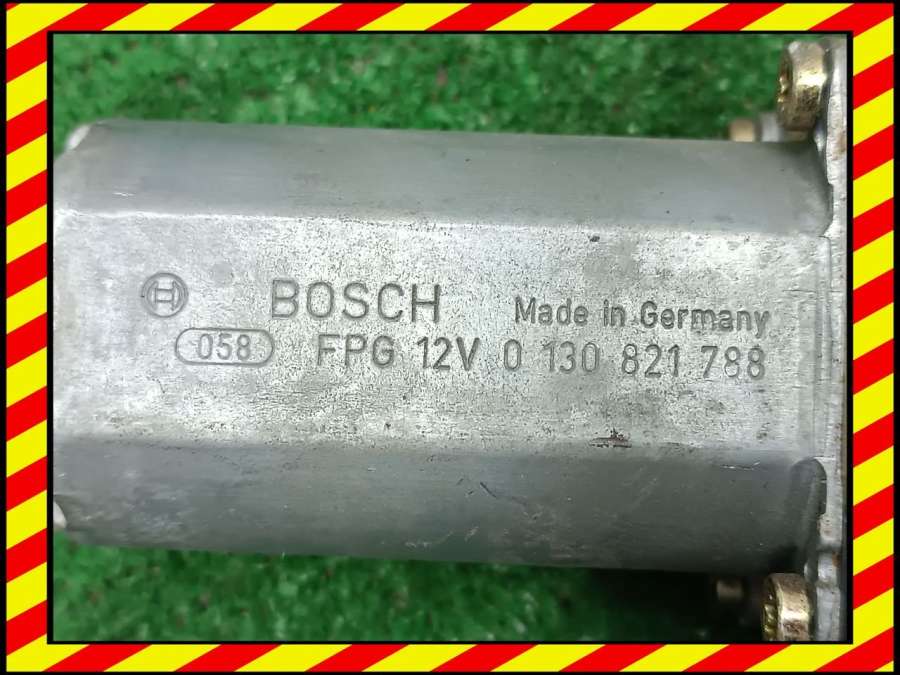 BOSCH Made in Germany
058 FPG 12V 0 130 821 788